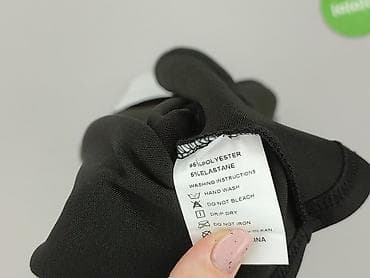 95%POLYESTER
5%ELASTANE
WASHING INSTRUCTIONS
HAND WASH
DO NOT BLEACH
DRIP DRY
DO NOT IRON